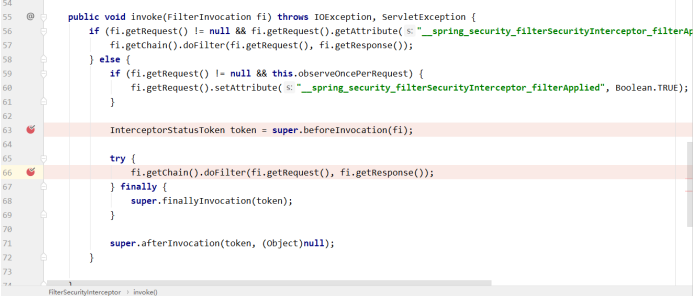 54
55 @ public void invoke(FilterInvocation fi) throws IOException, ServletException {
56 if (fi.getRequest() != null && fi.getRequest().getAttribute( s: "__spring_security_filterSecurityInterceptor_filterAp
57 fi.getChain().doFilter(fi.getRequest(), fi.getResponse());
58 } else {
59 if (fi.getRequest() != null && this.observeOncePerRequest) {
60 fi.getRequest().setAttribute( s: "__spring_security_filterSecurityInterceptor_filterApplied", Boolean.TRUE);
61 }
62
63 InterceptorStatusToken token = super.beforeInvocation(fi);
64
65 try {
66 fi.getChain().doFilter(fi.getRequest(), fi.getResponse());
67 } finally {
68 super.finallyInvocation(token);
69 }
70
71 super.afterInvocation(token, (Object)null);
72 }
73
74 }
FilterSecurityInterceptor › invoke()